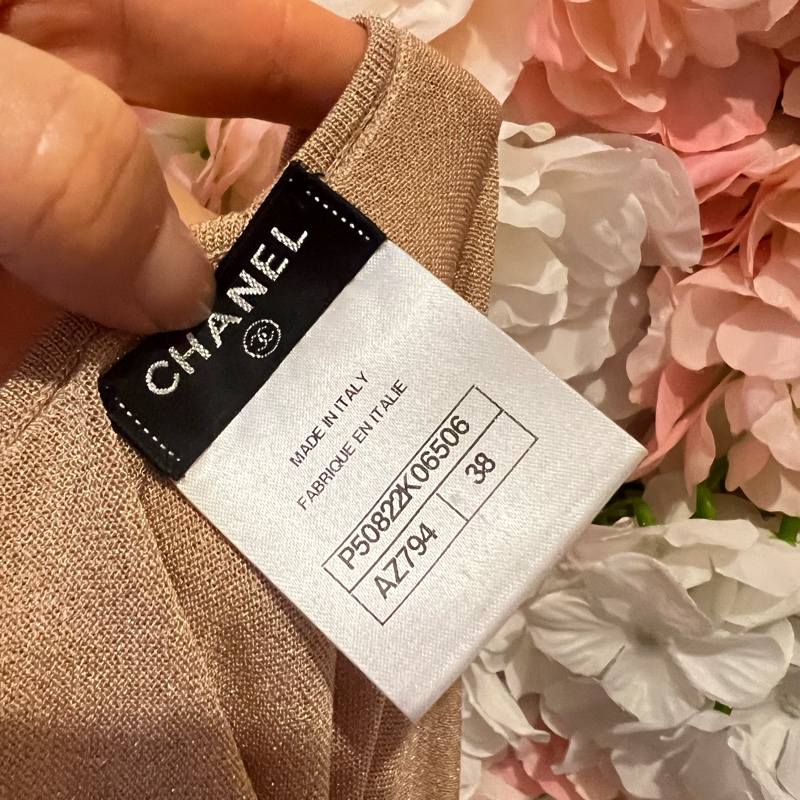 CHANEL
MADE IN ITALY
FABRIQUE EN ITALIE
P50822K06506
AZ794 38